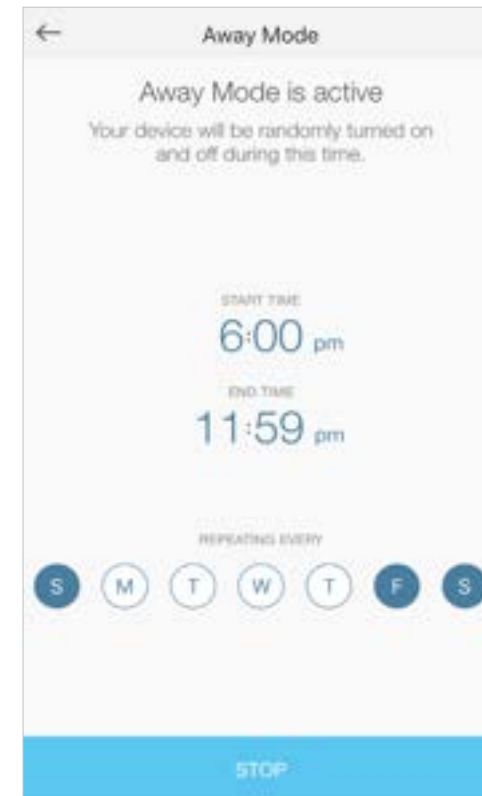 Away Mode
Away Mode is active
Your device will be randomly turned on
and off during this time.
START TIME
6:00 pm
END TIME
11:59 pm
REPEATING EVERY
S M T W T F S
STOP